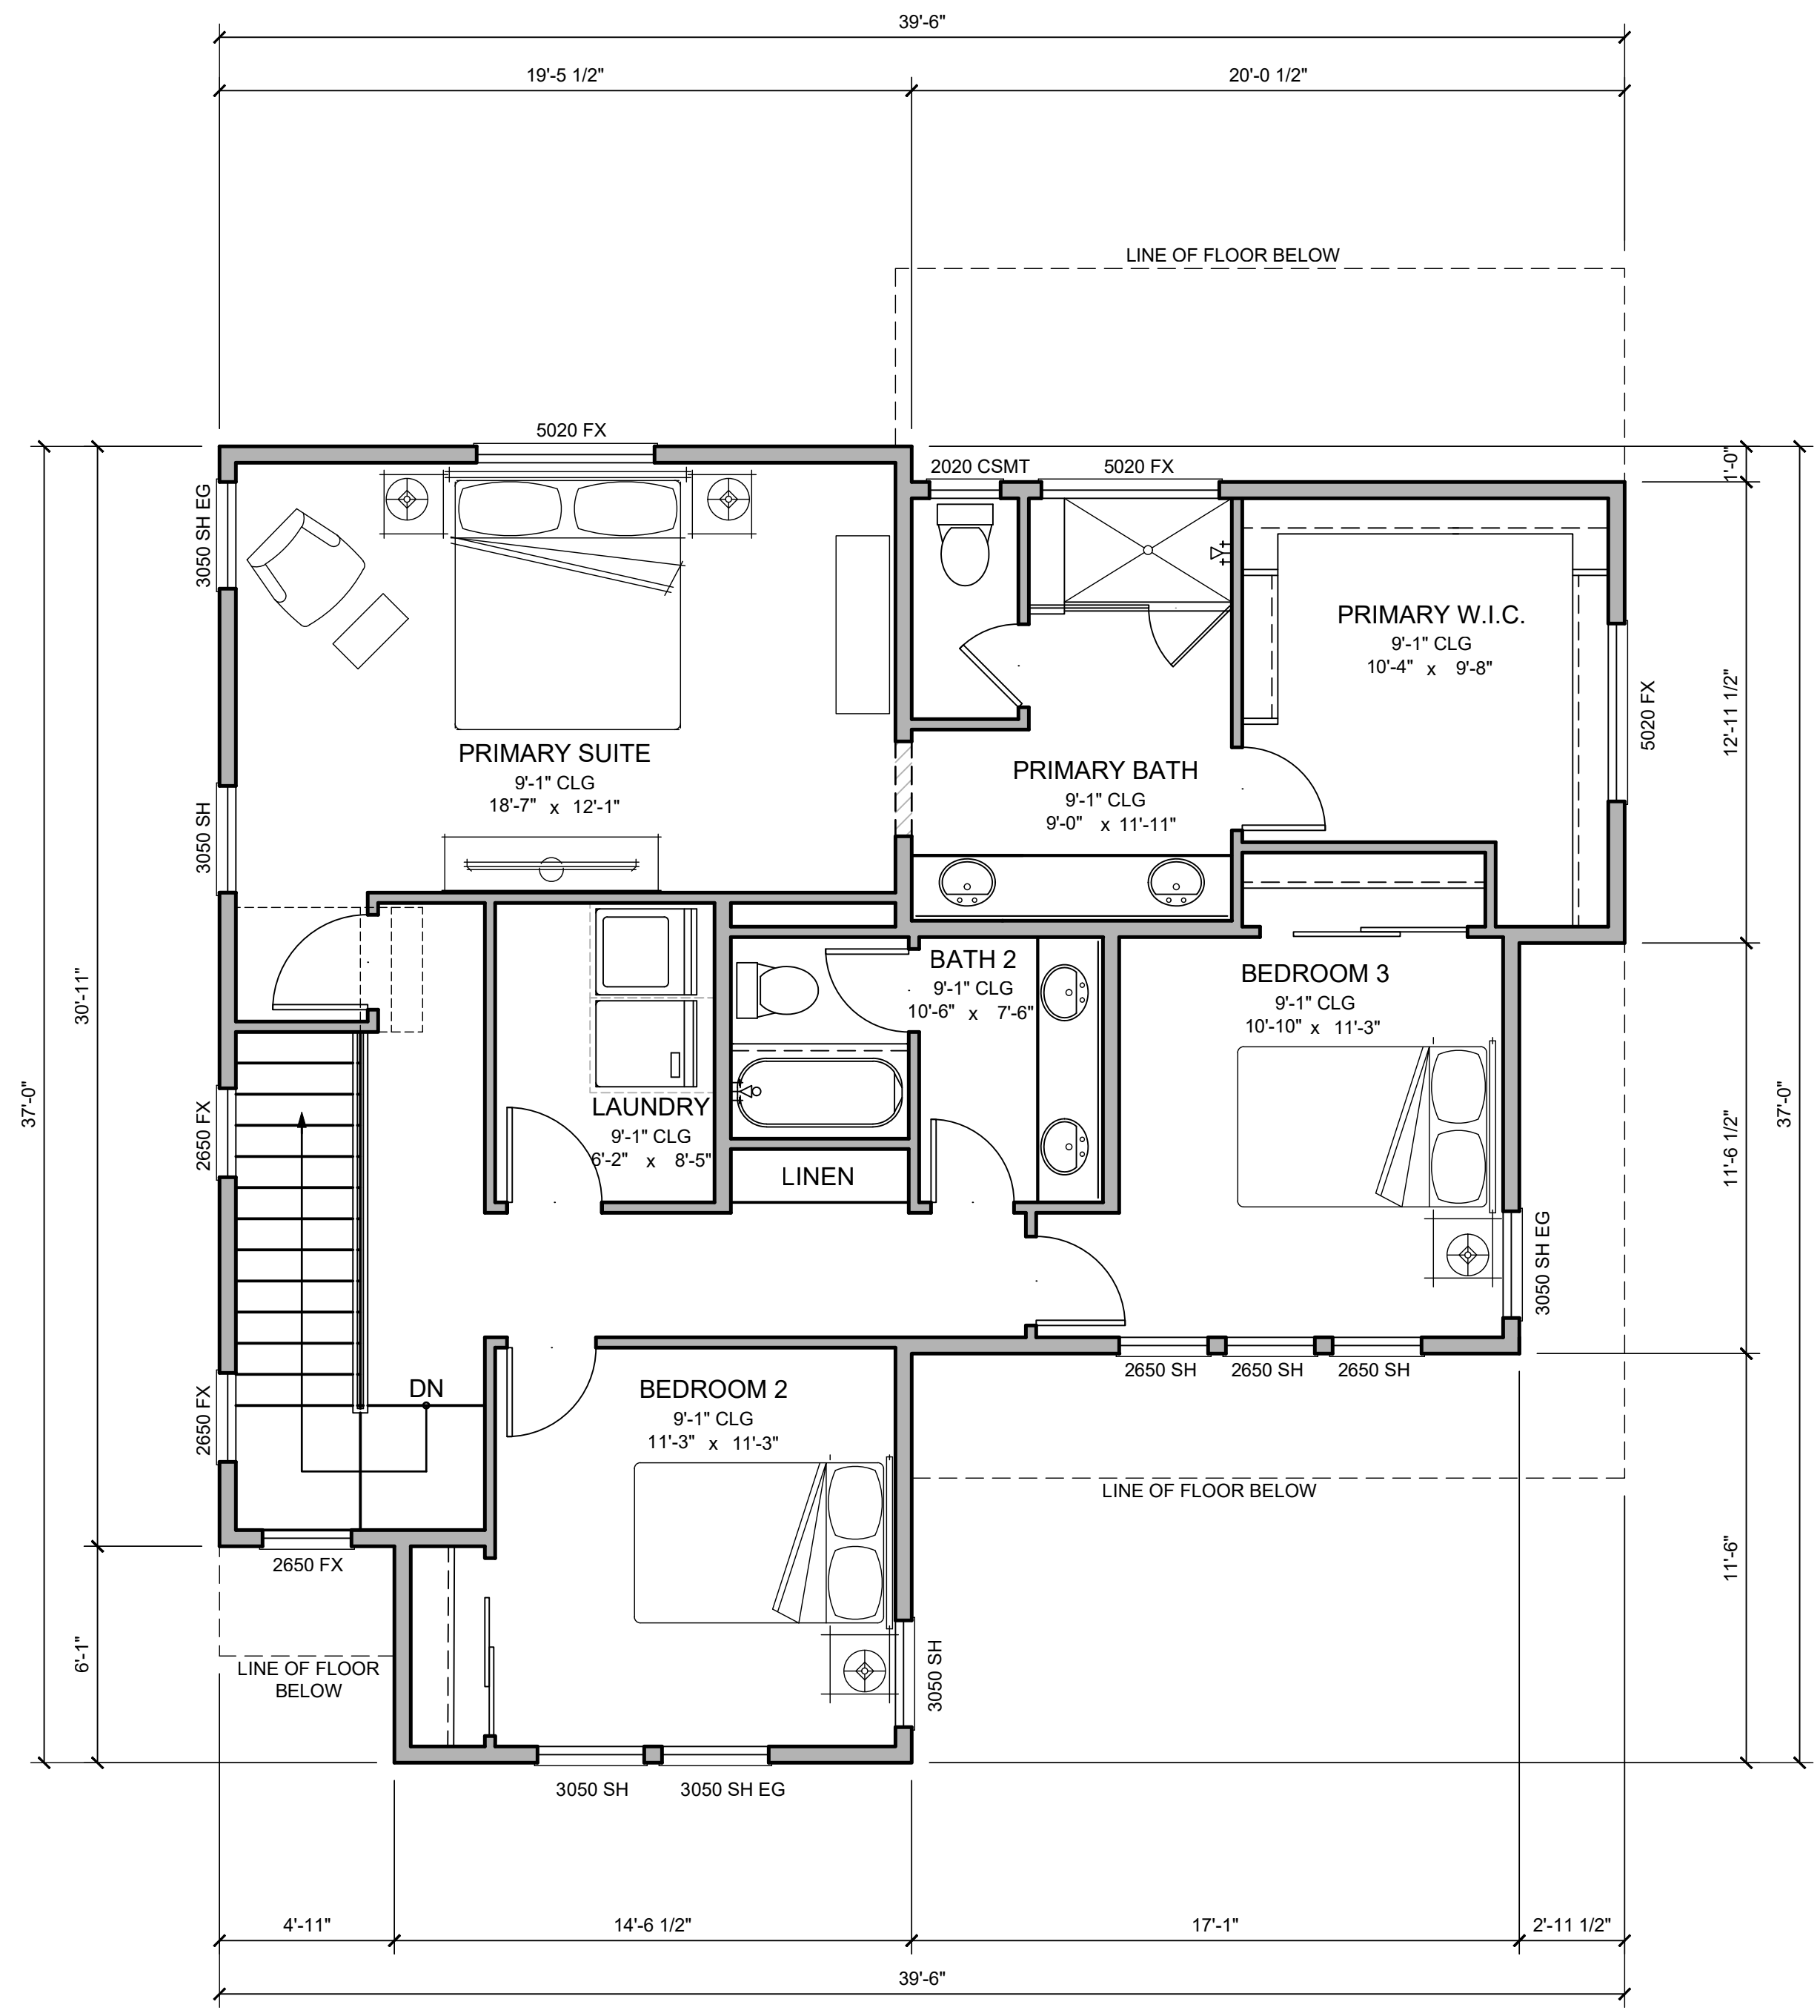 39'-6"
19'-5 1/2"
20'-0 1/2"
LINE OF FLOOR BELOW
5020 FX
2020 CSMT
5020 FX
1'-0"
3050 SH EG
PRIMARY W.I.C.
9'-1" CLG
10'-4" x 9'-8"
5020 FX
12'-11 1/2"
PRIMARY SUITE
9'-1" CLG
18'-7" x 12'-1"
PRIMARY BATH
9'-1" CLG
9'-0" x 11'-11"
3050 SH
30'-11"
BATH 2
9'-1" CLG
10'-6" x 7'-6"
BEDROOM 3
9'-1" CLG
10'-10" x 11'-3"
37'-0"
2650 FX
LAUNDRY
9'-1" CLG
6'-2" x 8'-5"
LINEN
3050 SH EG
11'-6 1/2"
37'-0"
2650 SH
2650 SH
2650 SH
DN
2650 FX
BEDROOM 2
9'-1" CLG
11'-3" x 11'-3"
LINE OF FLOOR BELOW
2650 FX
11'-6"
6'-1"
LINE OF FLOOR
BELOW
3050 SH
3050 SH
3050 SH EG
4'-11"
14'-6 1/2"
17'-1"
2'-11 1/2"
39'-6"